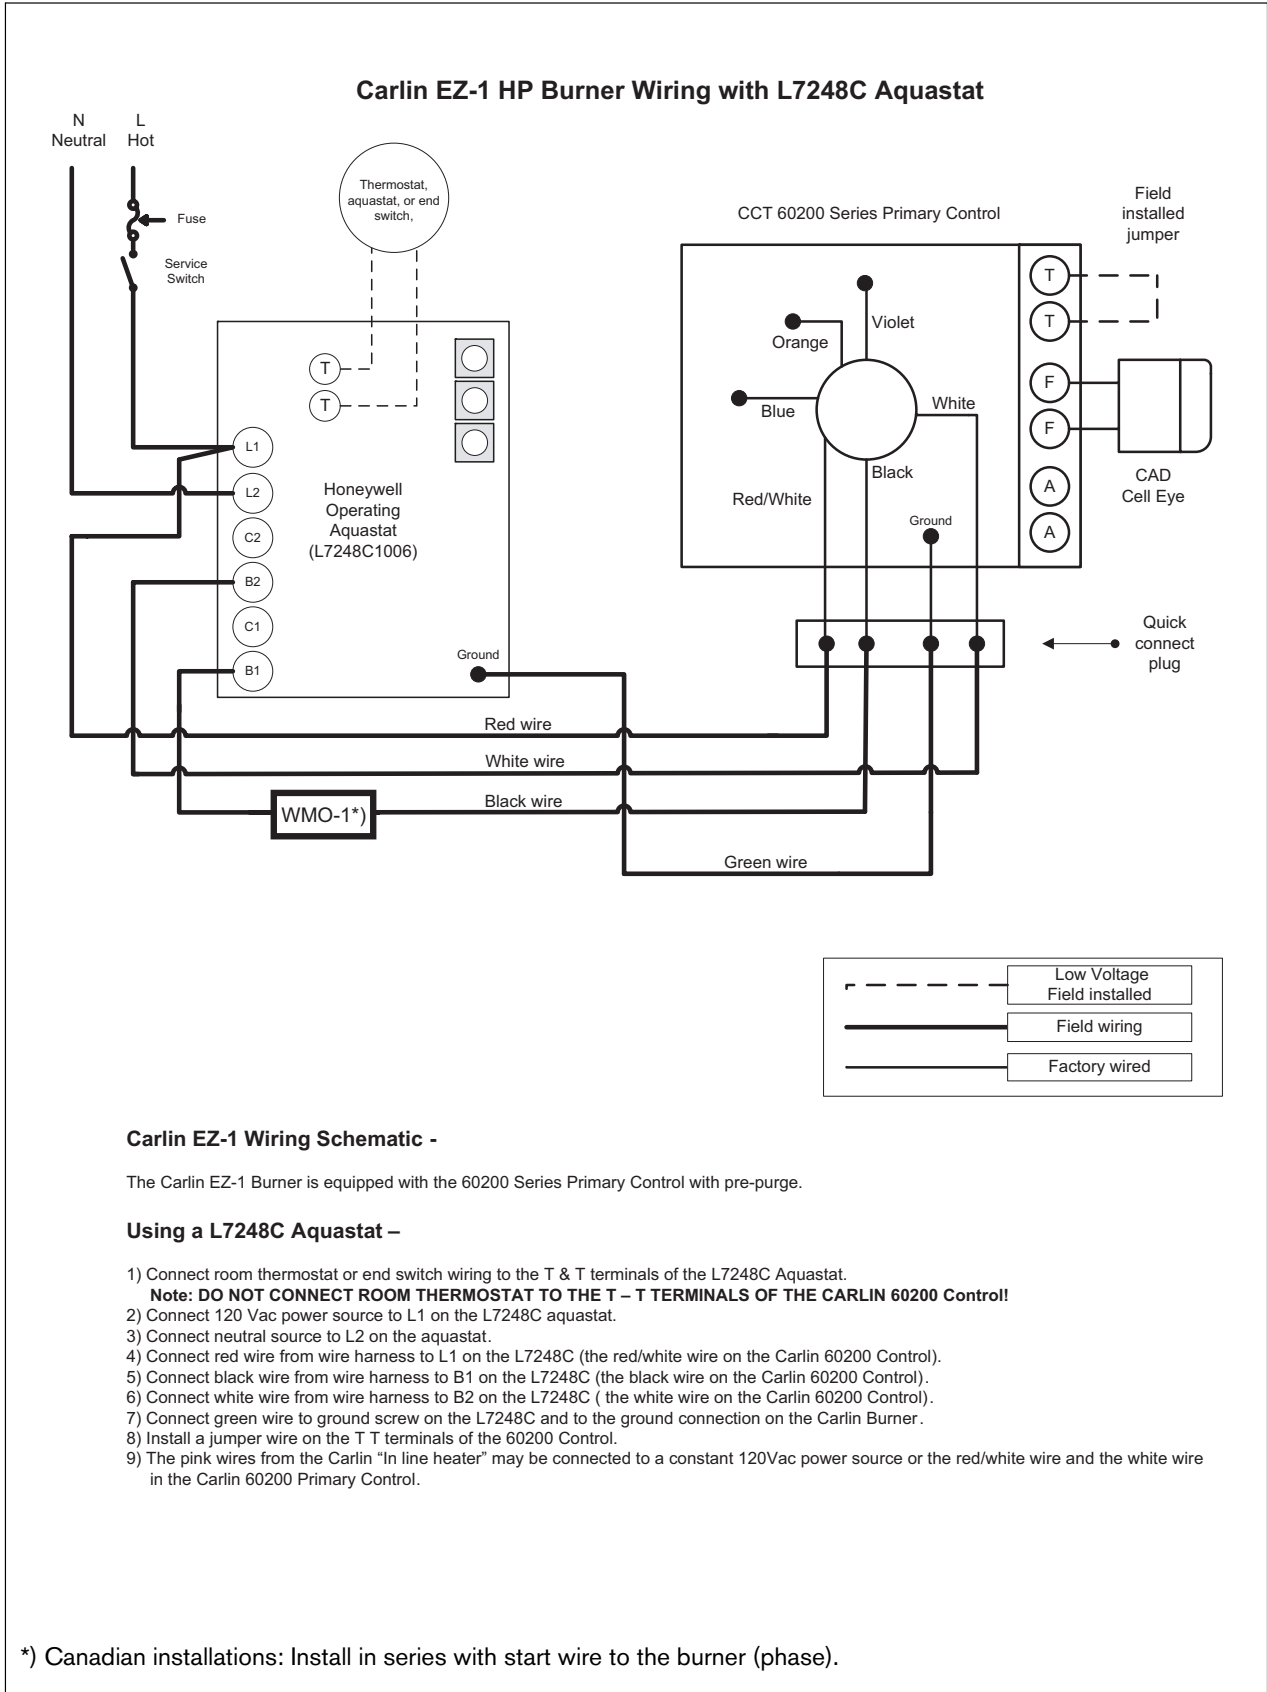 Carlin EZ-1 HP Burner Wiring with L7248C Aquastat
N
Neutral
L
Hot
Fuse
Service
Switch
Thermostat,
aquastat, or end
switch,
T
T
L1
L2
C2
B2
C1
B1
Honeywell
Operating
Aquastat
(L7248C1006)
Ground
CCT 60200 Series Primary Control
Field
installed
jumper
Violet
Orange
Blue
White
Black
Red/White
Ground
T
T
F
F
A
A
CAD
Cell Eye
Quick
connect
plug
Red wire
White wire
Black wire
WMO-1*)
Green wire
Low Voltage
Field installed
Field wiring
Factory wired
Carlin EZ-1 Wiring Schematic -
The Carlin EZ-1 Burner is equipped with the 60200 Series Primary Control with pre-purge.
Using a L7248C Aquastat –
1) Connect room thermostat or end switch wiring to the T & T terminals of the L7248C Aquastat.
Note: DO NOT CONNECT ROOM THERMOSTAT TO THE T – T TERMINALS OF THE CARLIN 60200 Control!
2) Connect 120 Vac power source to L1 on the L7248C aquastat.
3) Connect neutral source to L2 on the aquastat.
4) Connect red wire from wire harness to L1 on the L7248C (the red/white wire on the Carlin 60200 Control).
5) Connect black wire from wire harness to B1 on the L7248C (the black wire on the Carlin 60200 Control).
6) Connect white wire from wire harness to B2 on the L7248C ( the white wire on the Carlin 60200 Control).
7) Connect green wire to ground screw on the L7248C and to the ground connection on the Carlin Burner.
8) Install a jumper wire on the T T terminals of the 60200 Control.
9) The pink wires from the Carlin “In line heater” may be connected to a constant 120Vac power source or the red/white wire and the white wire
in the Carlin 60200 Primary Control.
*) Canadian installations: Install in series with start wire to the burner (phase).